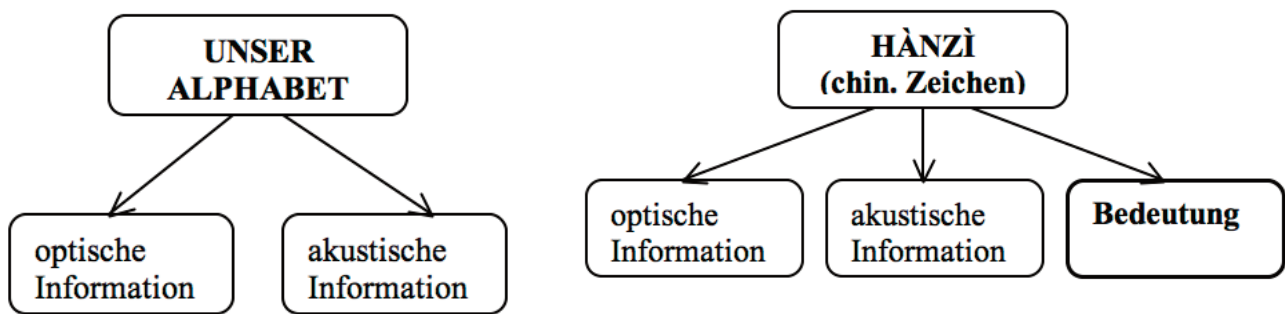 UNSER
ALPHABET
optische
Information
akustische
Information
HÀNZÌ
(chin. Zeichen)
optische
Information
akustische
Information
Bedeutung